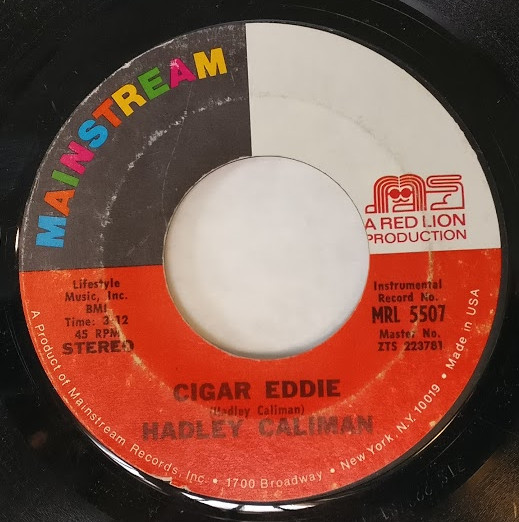 MAINSTREAM
A RED LION
PRODUCTION
Lifestyle
Music, Inc.
BMI
Time: 3:12
45 RPM
STEREO
Instrumental
Record No.
MRL 5507
Master No.
ZTS 223781
CIGAR EDDIE
(Hadley Caliman)
HADLEY CALIMAN
A Product of Mainstream Records, Inc. • 1700 Broadway • New York, N.Y. 10019 • Made in USA